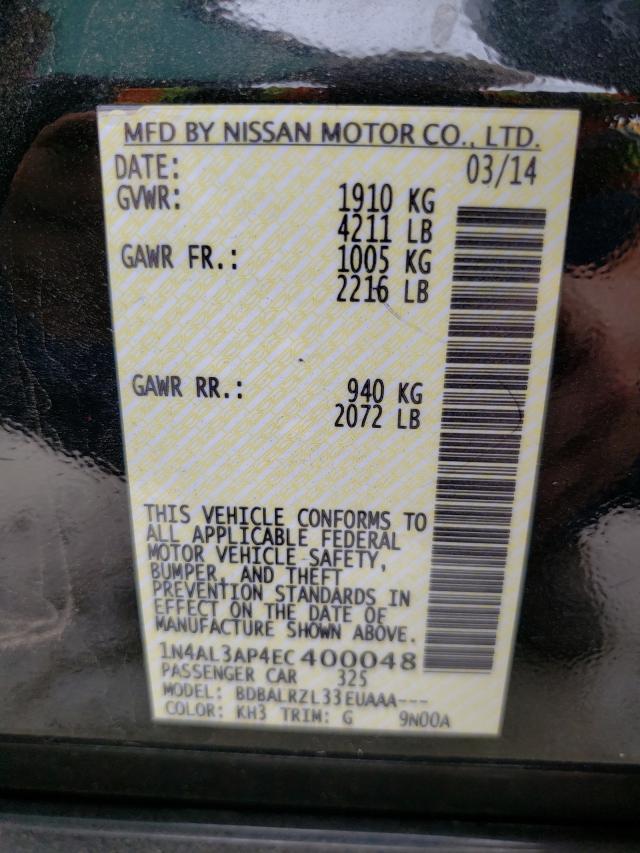 MFD BY NISSAN MOTOR CO., LTD.
DATE: 03/14
GVWR: 1910 KG
4211 LB
GAWR FR.: 1005 KG
2216 LB
GAWR RR.: 940 KG
2072 LB
THIS VEHICLE CONFORMS TO
ALL APPLICABLE FEDERAL
MOTOR VEHICLE SAFETY,
BUMPER, AND THEFT
PREVENTION STANDARDS IN
EFFECT ON THE DATE OF
MANUFACTURE SHOWN ABOVE.
1N4AL3AP4EC400048
PASSENGER CAR 325
MODEL: BDBALRZL33EUAAA---
COLOR: KH3 TRIM: G 9N00A